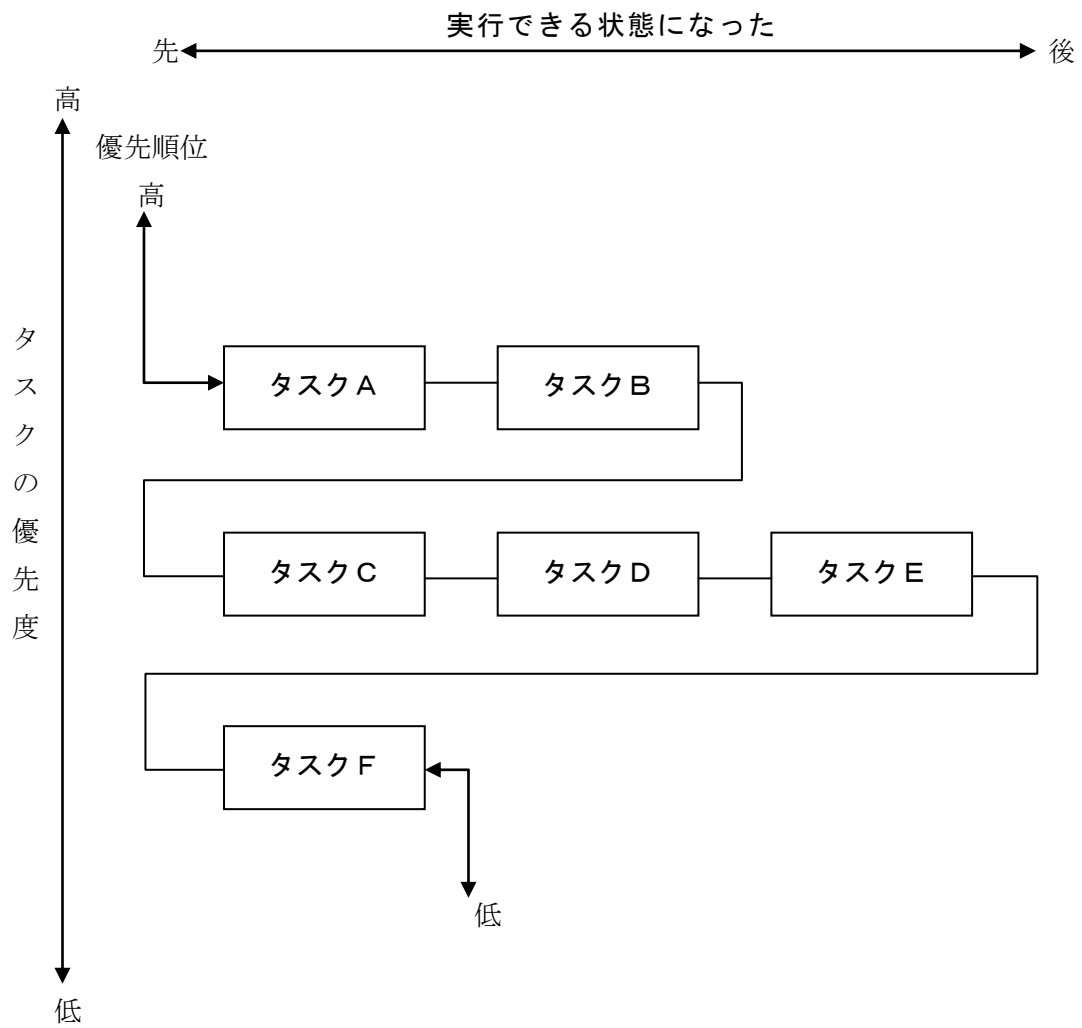 実行できる状態になった
先
後
高
優先順位
高
タスクの優先度
タスクA
タスクB
タスクC
タスクD
タスクE
タスクF
低
低